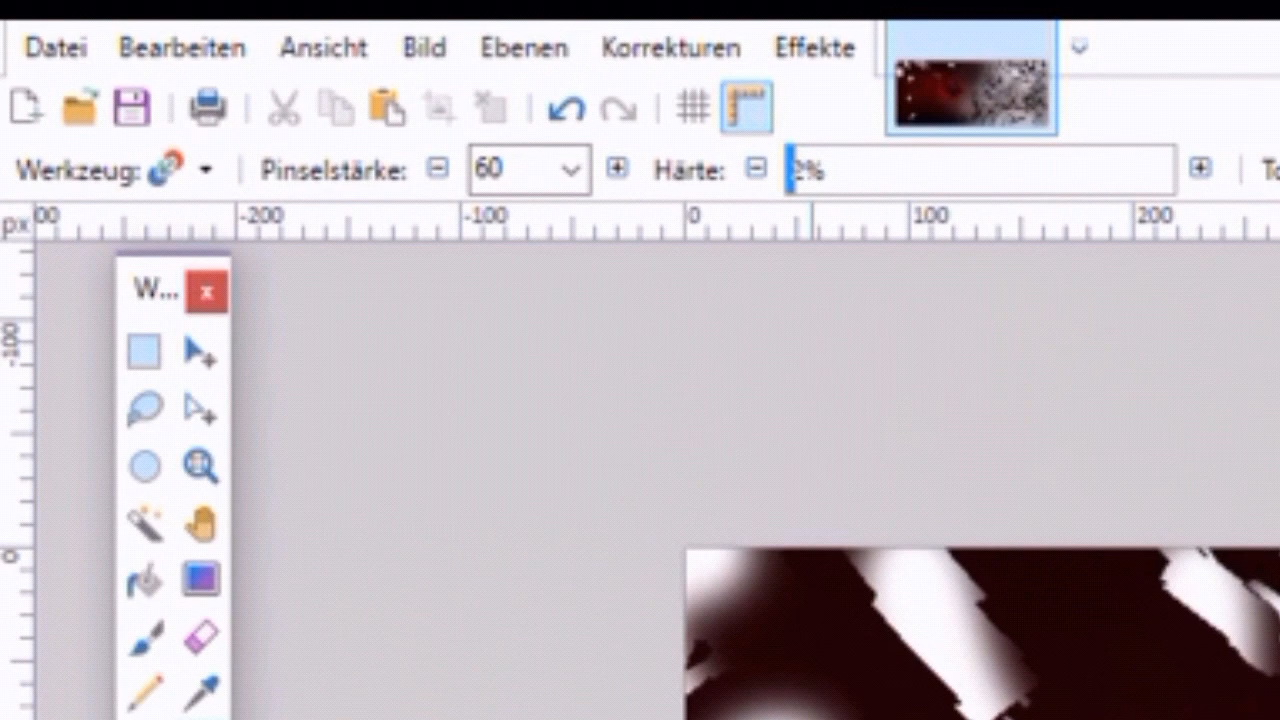 Datei Bearbeiten Ansicht Bild Ebenen Korrekturen Effekte
Werkzeug: Pinselstärke: 60 Härte: 2%
px 00 -200 -100 0 100 200
W... x
-100
0